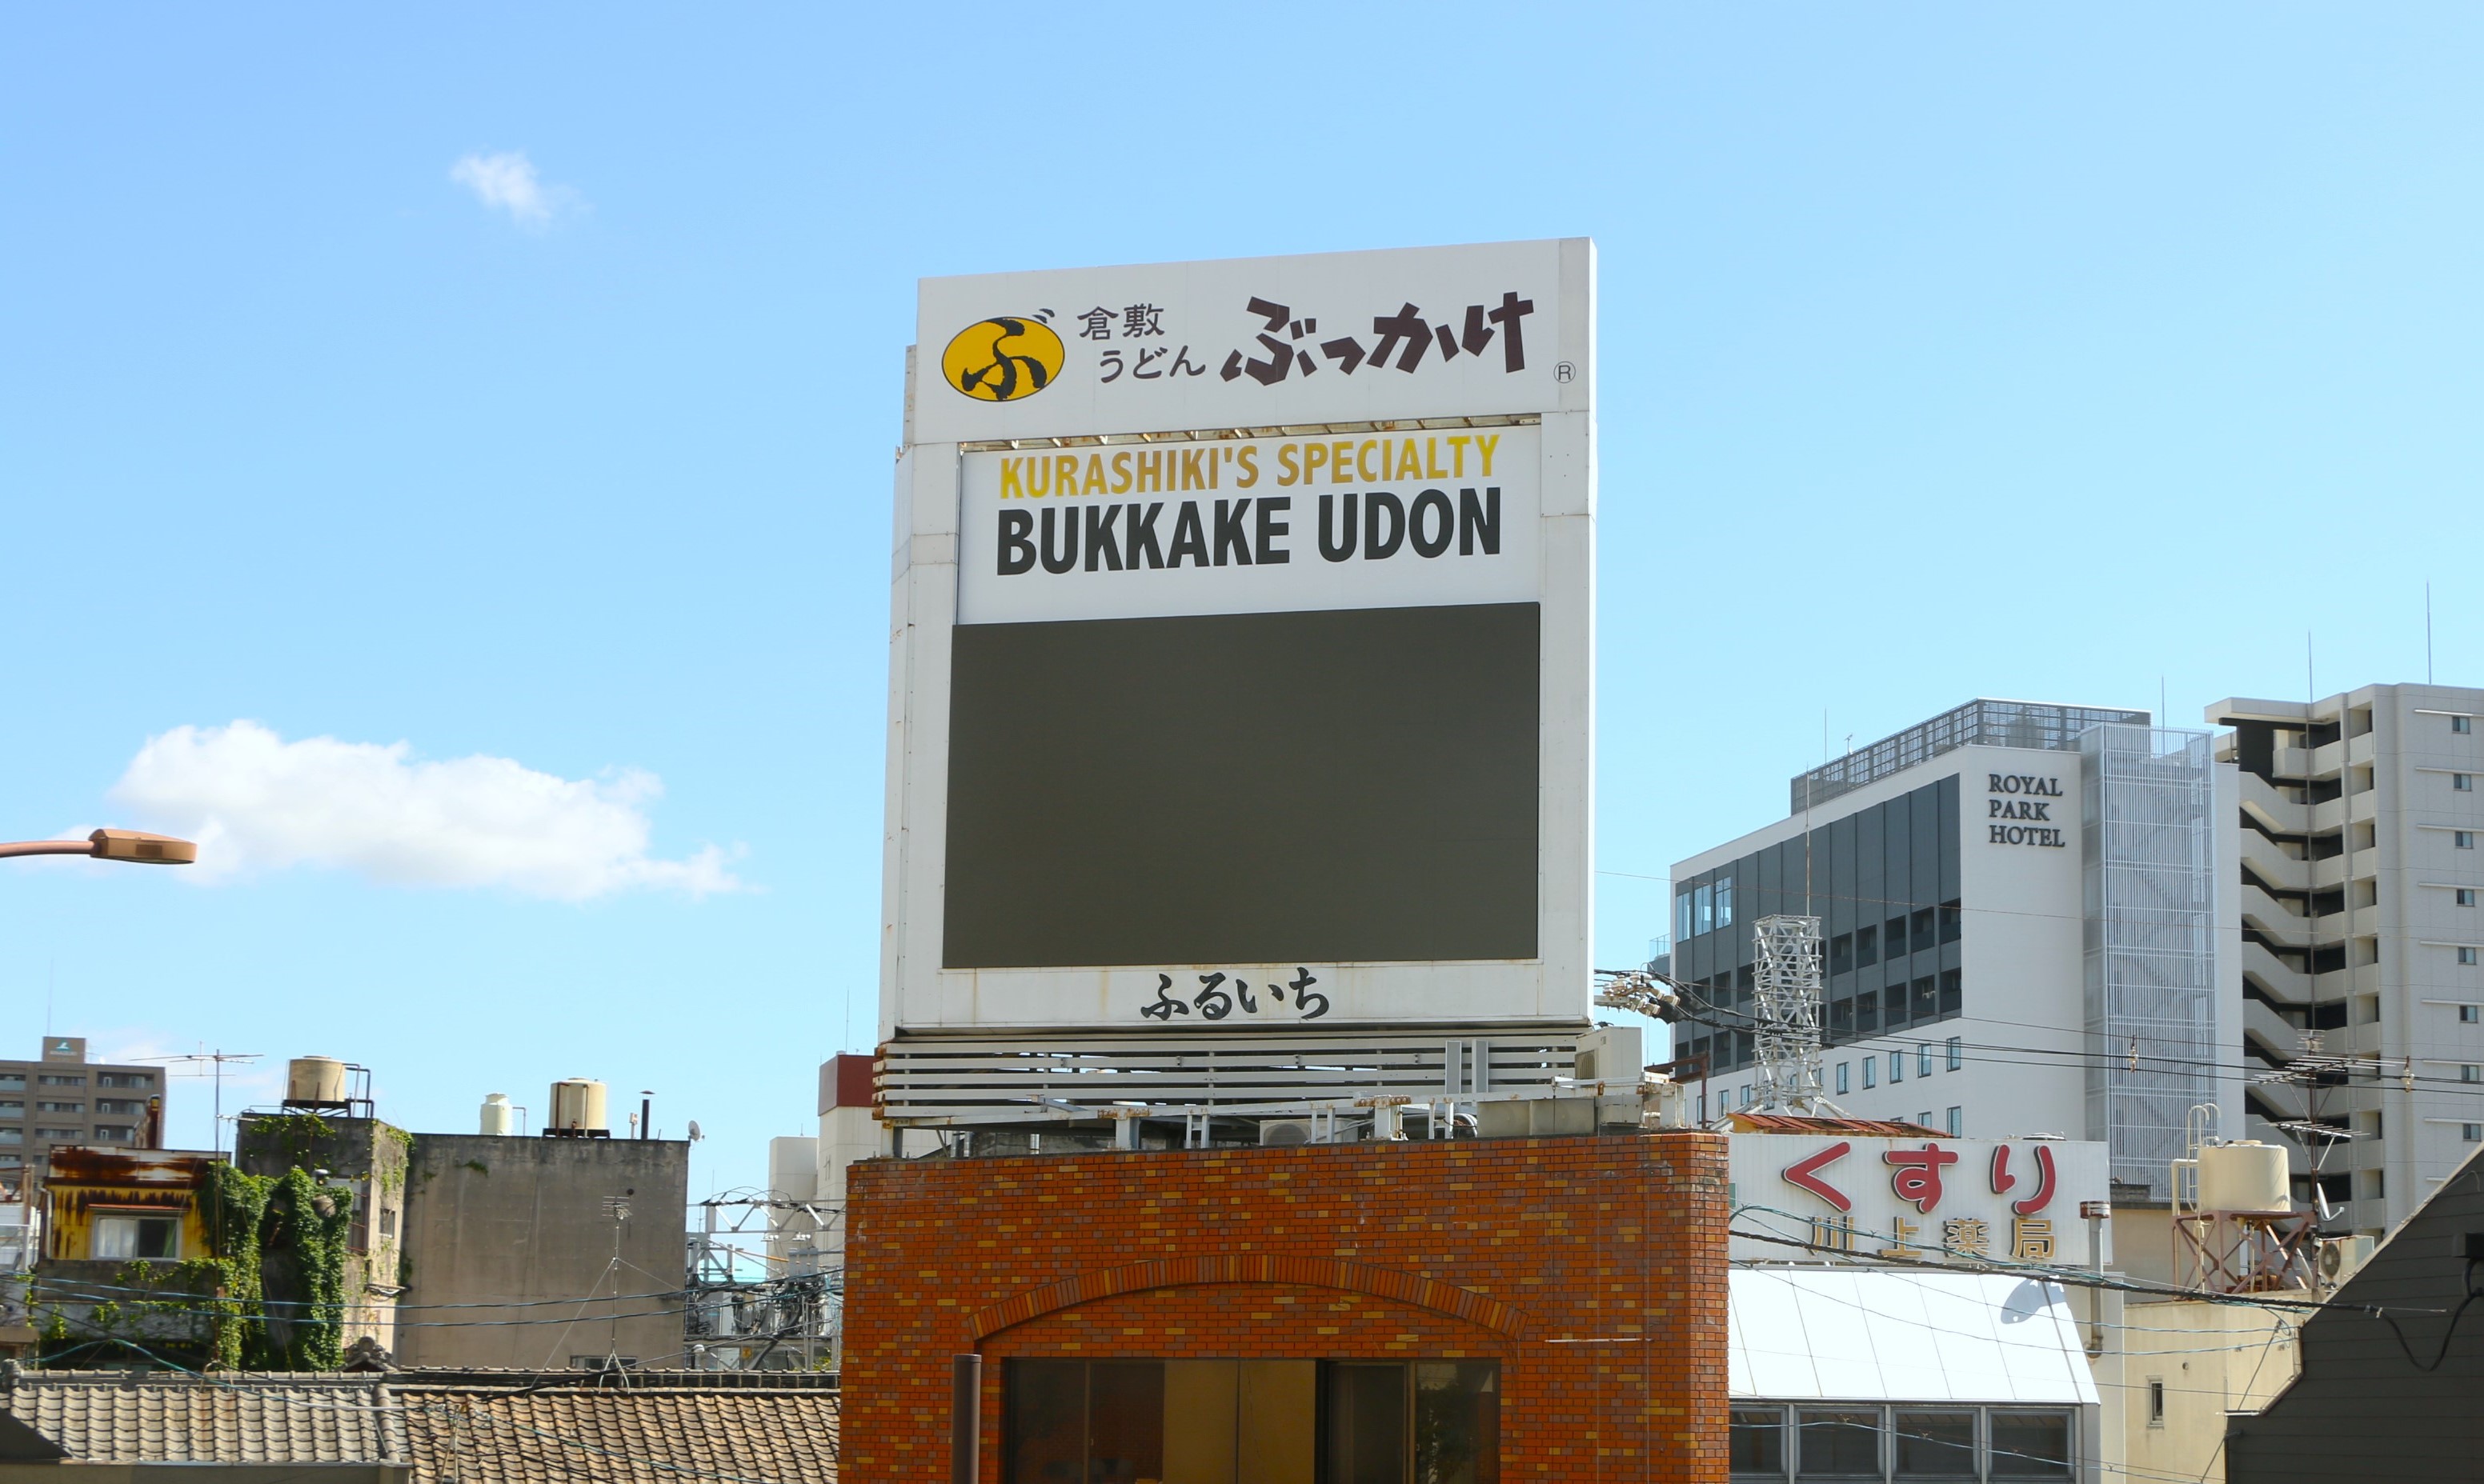 ぶ
倉敷
うどん
ぶっかけ
®
KURASHIKI'S SPECIALTY
BUKKAKE UDON
ふるいち
ROYAL
PARK
HOTEL
くすり
川上薬局